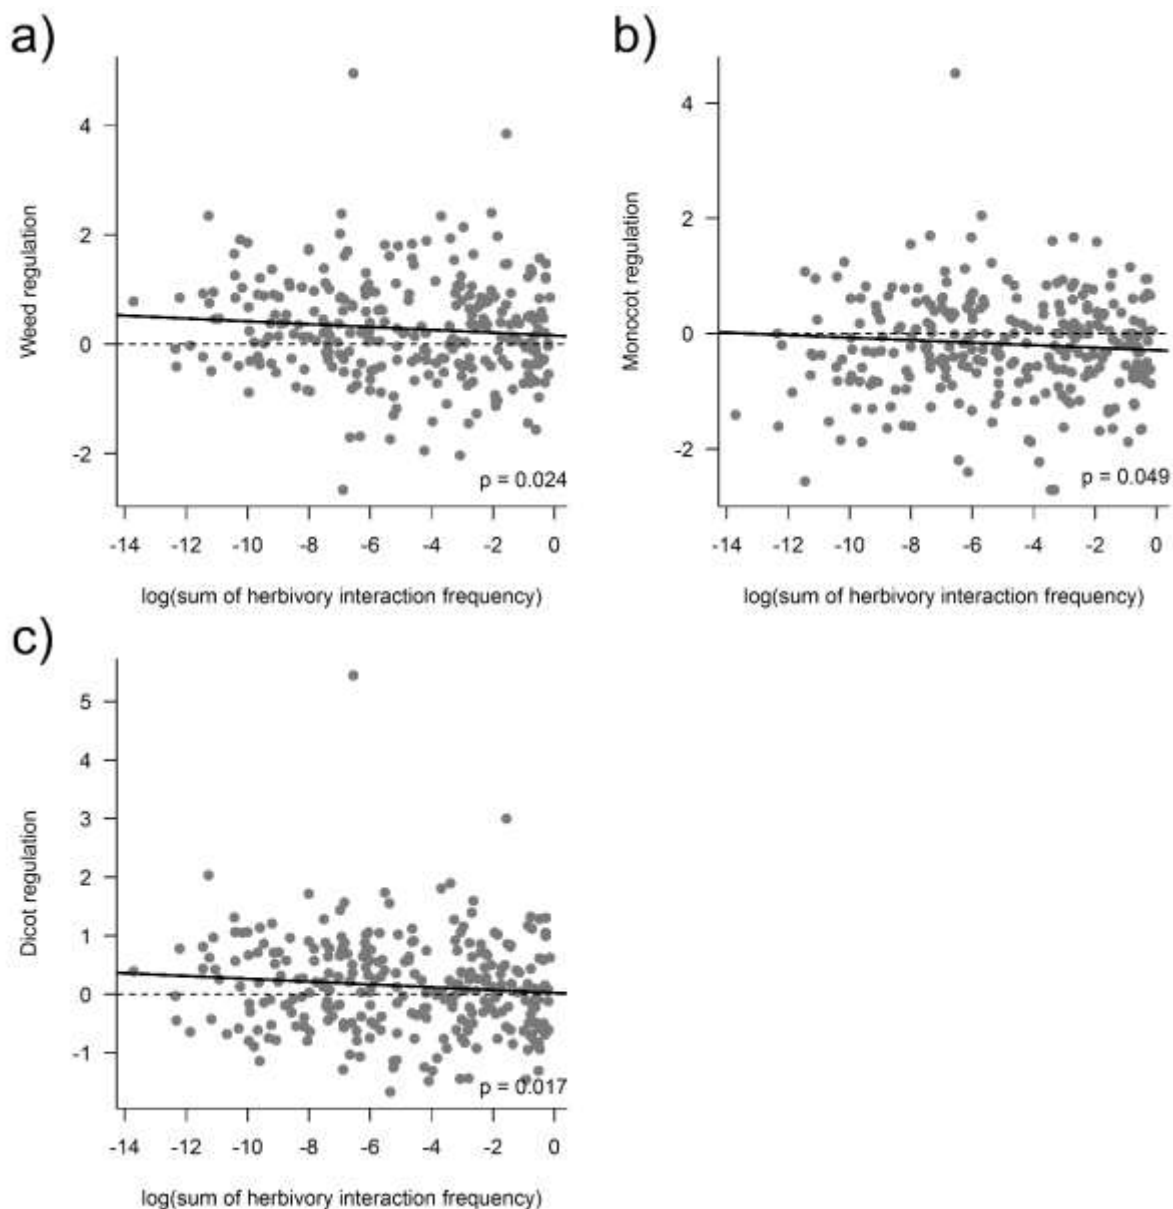 a)
Weed regulation
4
2
0
-2
p = 0.024
-14 -12 -10 -8 -6 -4 -2 0
log(sum of herbivory interaction frequency)
b)
Monocot regulation
4
2
0
-2
p = 0.049
-14 -12 -10 -8 -6 -4 -2 0
log(sum of herbivory interaction frequency)
c)
Dicot regulation
5
4
3
2
1
0
-1
p = 0.017
-14 -12 -10 -8 -6 -4 -2 0
log(sum of herbivory interaction frequency)